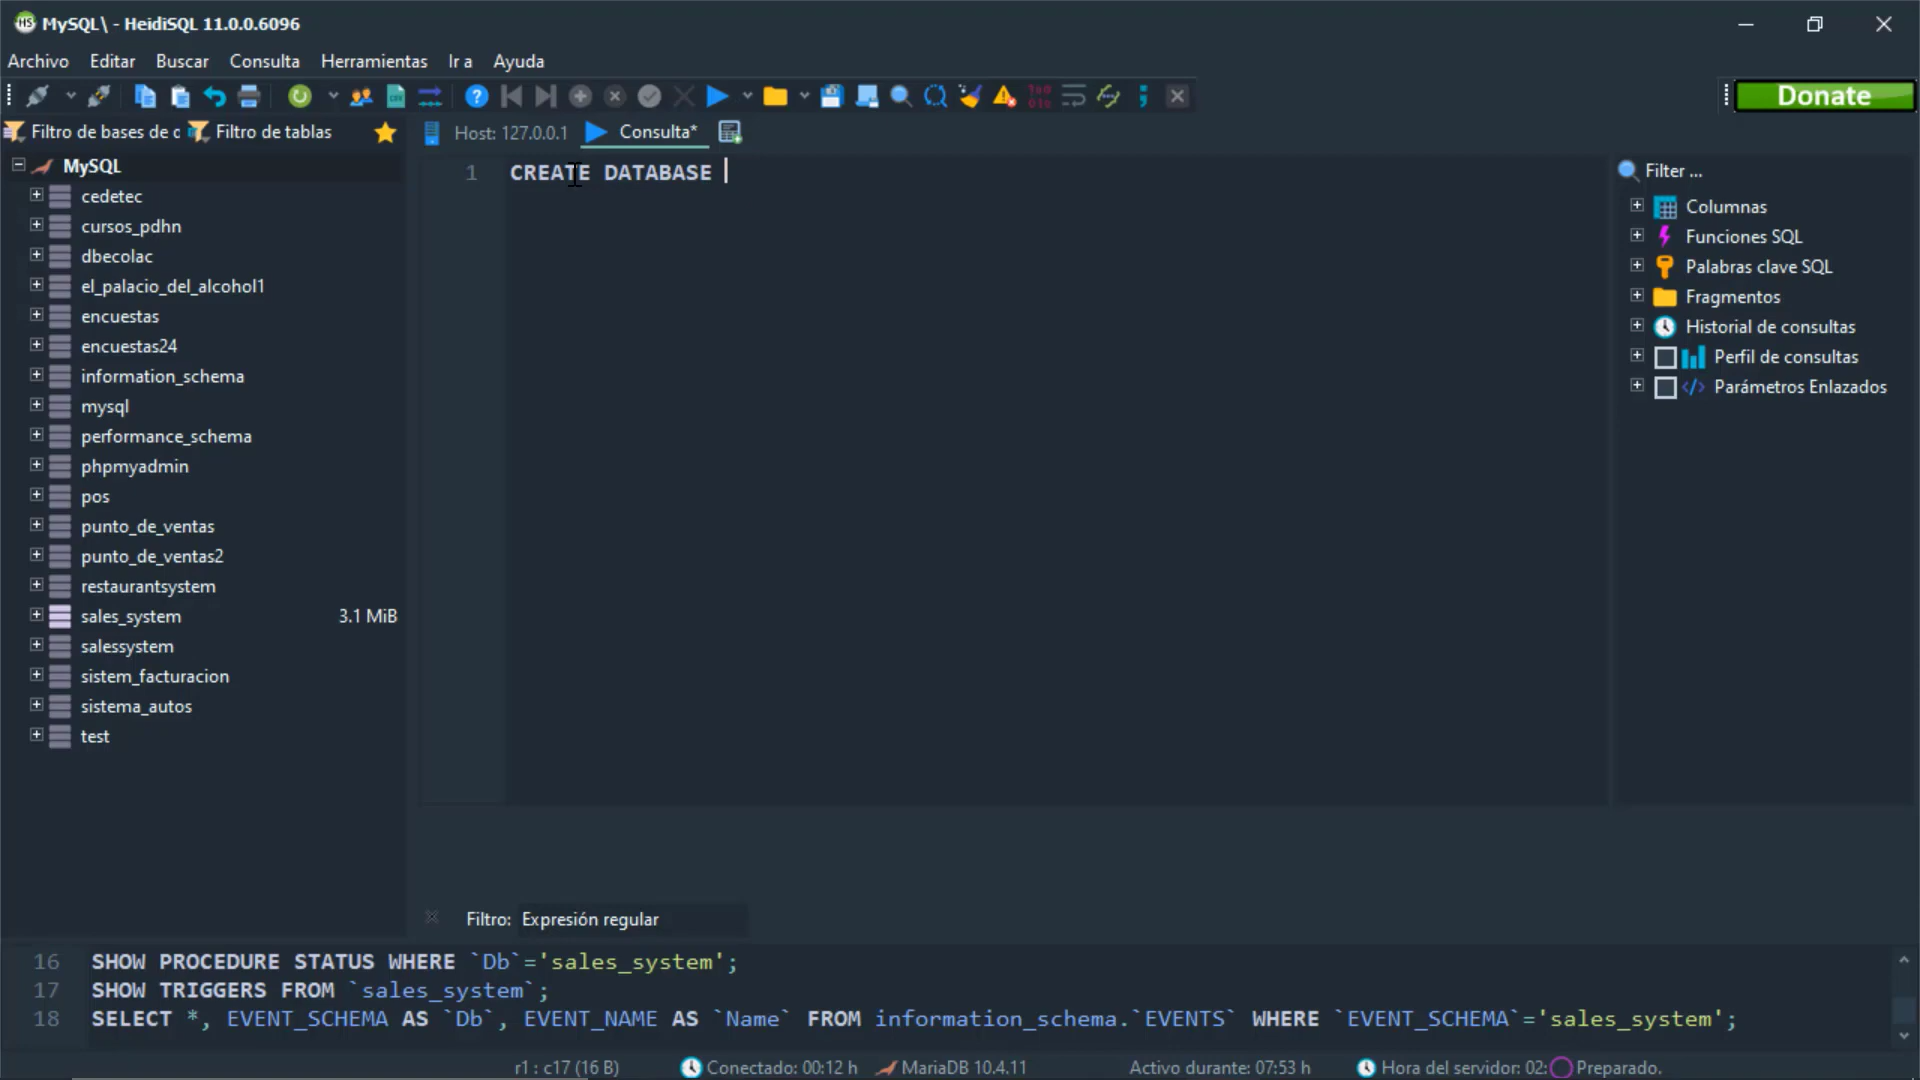 MySQL\ - HeidiSQL 11.0.0.6096
Archivo Editar Buscar Consulta Herramientas Ir a Ayuda
Donate
Filtro de bases de Filtro de tablas
Host: 127.0.0.1 Consulta*
MySQL
cedetec
cursos_pdhn
dbecolac
el_palacio_del_alcohol1
encuestas
encuestas24
information_schema
mysql
performance_schema
phpmyadmin
pos
punto_de_ventas
punto_de_ventas2
restaurantsystem
sales_system 3.1 MiB
salessystem
sistem_facturacion
sistema_autos
test
1 CREATE DATABASE
Filter ...
Columnas
Funciones SQL
Palabras clave SQL
Fragmentos
Historial de consultas
Perfil de consultas
Parámetros Enlazados
Filtro: Expresión regular
16 SHOW PROCEDURE STATUS WHERE `Db`='sales_system';
17 SHOW TRIGGERS FROM `sales_system`;
18 SELECT *, EVENT_SCHEMA AS `Db`, EVENT_NAME AS `Name` FROM information_schema.`EVENTS` WHERE `EVENT_SCHEMA`='sales_system';
r1 : c17 (16 B) Conectado: 00:12 h MariaDB 10.4.11 Activo durante: 07:53 h Hora del servidor: 02: Preparado.